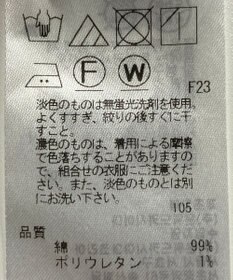 F W
F23
淡色のものは無蛍光洗剤を使用。
よくすすぎ、絞りの後すぐに干
すこと。
濃色のものは、着用による摩擦
で色落ちすることがありますの
で、組合せの衣服にご注意くださ
い。また、淡色のものとは別
にお洗い下さい。
105
品質
綿 99%
ポリウレタン 1%